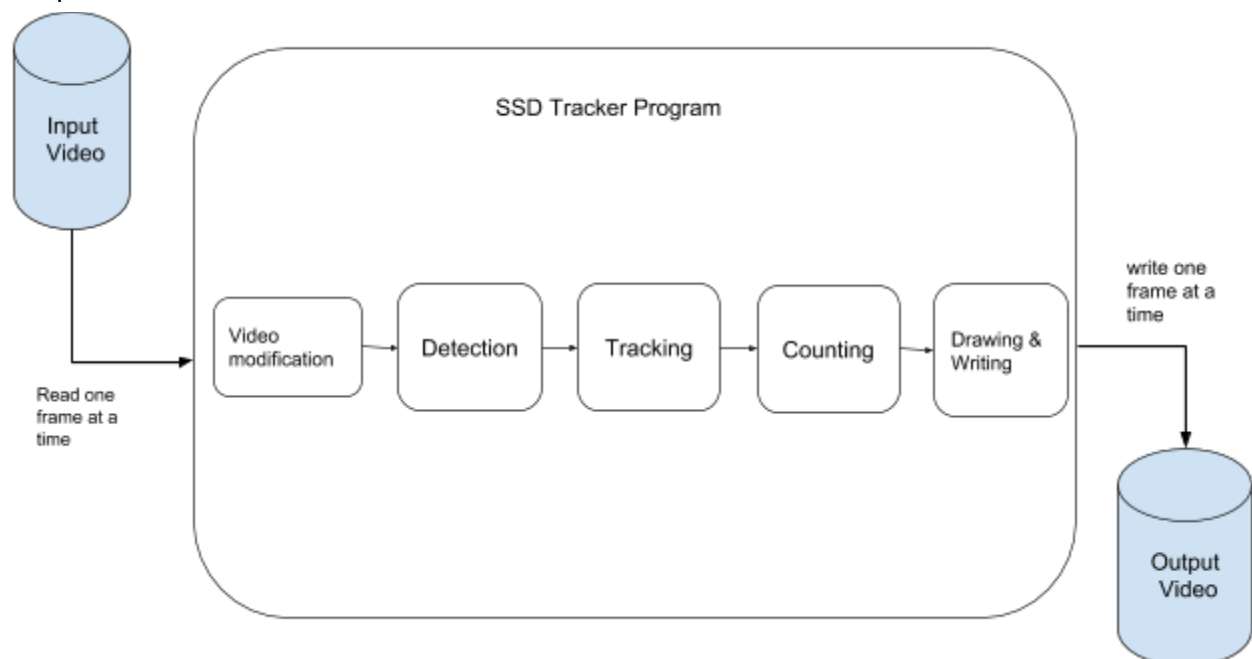 Input
Video
SSD Tracker Program
Read one
frame at a
time
Video
modification
Detection
Tracking
Counting
Drawing &
Writing
write one
frame at a
time
Output
Video